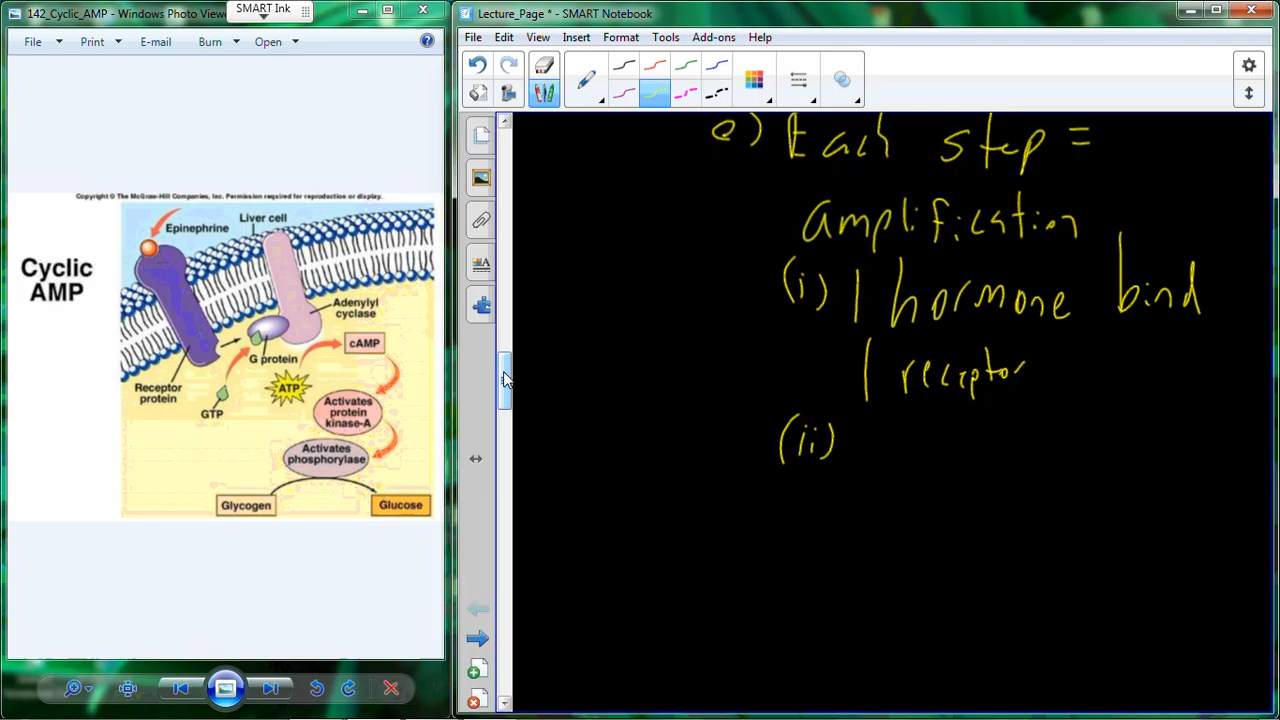 142_Cyclic_AMP - Windows Photo View
SMART Ink
File Print E-mail Burn Open
Copyright © The McGraw-Hill Companies, Inc. Permission required for reproduction or display.
Cyclic
AMP
Epinephrine
Liver cell
Adenylyl
cyclase
G protein
cAMP
Receptor
protein
GTP
ATP
Activates
protein
kinase-A
Activates
phosphorylase
Glycogen
Glucose
Lecture_Page * - SMART Notebook
File Edit View Insert Format Tools Add-ons Help
e) Each step =
amplification
(i) 1 hormone bind
1 receptor
(ii)